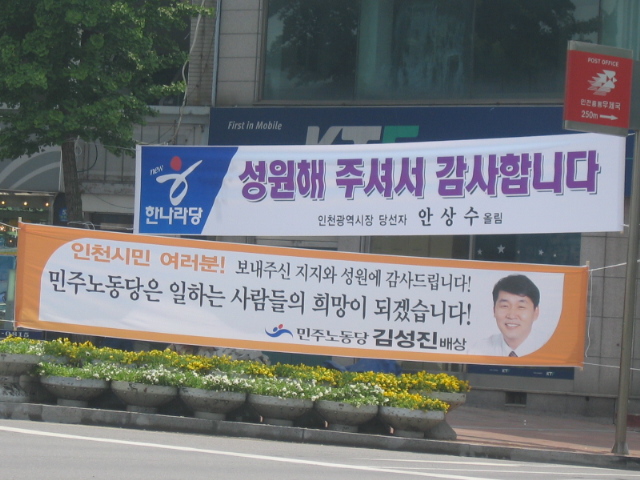 POST OFFICE
250m
First in Mobile
KTF
new
한나라당
성원해 주셔서 감사합니다
인천광역시장 당선자 안상수 올림
인천시민 여러분! 보내주신 지지와 성원에 감사드립니다!
민주노동당은 일하는 사람들의 희망이 되겠습니다!
민주노동당 김성진 배상